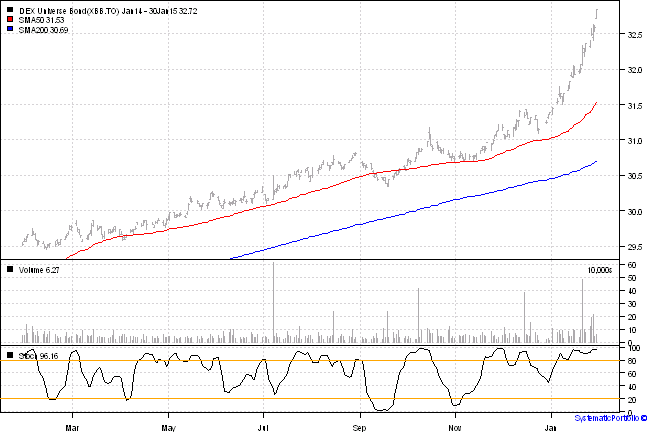 DEX Universe Bond(XBB.TO) Jan14 - 30Jan15 32.72
SMA50 31.53
SMA200 30.69
32.5
32.0
31.5
31.0
30.5
30.0
29.5
Volume 6.27
10,000s
60
50
40
30
20
10
0
Stoch 96.16
100
80
60
40
20
0
Mar May Jul Sep Nov Jan
SystematicPortfolio ©